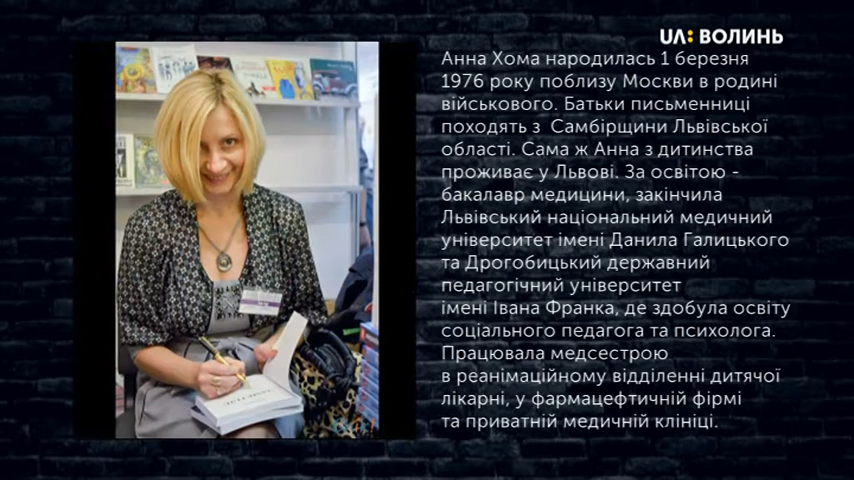 UA: ВОЛИНЬ
Анна Хома народилась 1 березня
1976 року поблизу Москви в родині
військового. Батьки письменниці
походять з Самбірщини Львівської
області. Сама ж Анна з дитинства
проживає у Львові. За освітою -
бакалавр медицини, закінчила
Львівський національний медичний
університет імені Данила Галицького
та Дрогобицький державний
педагогічний університет
імені Івана Франка, де здобула освіту
соціального педагога та психолога.
Працювала медсестрою
в реанімаційному відділенні дитячої
лікарні, у фармацефтичній фірмі
та приватній медичній клініці.